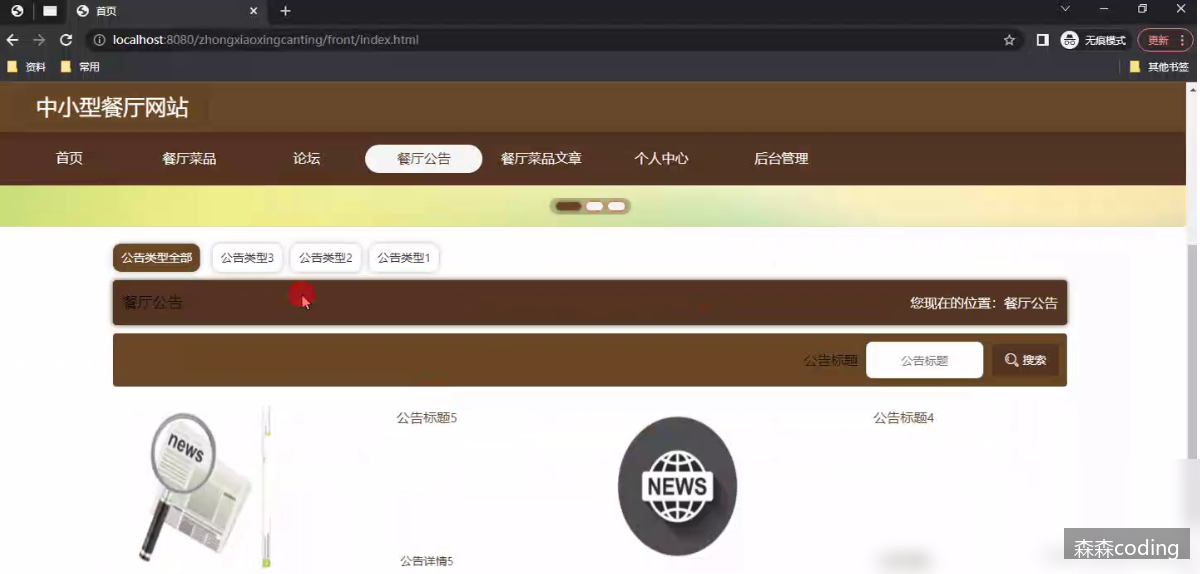 首页
localhost:8080/zhongxiaoxingcanting/front/index.html
无痕模式
更新
资料
常用
其他书签
中小型餐厅网站
首页
餐厅菜品
论坛
餐厅公告
餐厅菜品文章
个人中心
后台管理
公告类型全部
公告类型3
公告类型2
公告类型1
餐厅公告
您现在的位置：餐厅公告
公告标题
公告标题
搜索
news
公告标题5
公告详情5
NEWS
公告标题4
森森coding